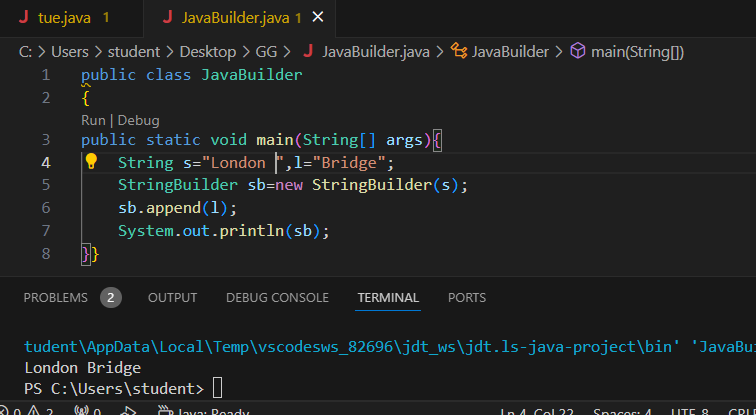 tue.java 1 JavaBuilder.java 1
C: > Users > student > Desktop > GG > JavaBuilder.java > JavaBuilder > main(String[])
1 public class JavaBuilder
2 {
Run | Debug
3 public static void main(String[] args){
4 String s="London ",l="Bridge";
5 StringBuilder sb=new StringBuilder(s);
6 sb.append(l);
7 System.out.println(sb);
8 }}
PROBLEMS 2 OUTPUT DEBUG CONSOLE TERMINAL PORTS
tudent\AppData\Local\Temp\vscodesws_82696\jdt_ws\jdt.ls-java-project\bin' 'JavaBu
London Bridge
PS C:\Users\student>
0 2 0 Java: Ready Ln 4, Col 22 Spaces: 4 UTF-8 CRL